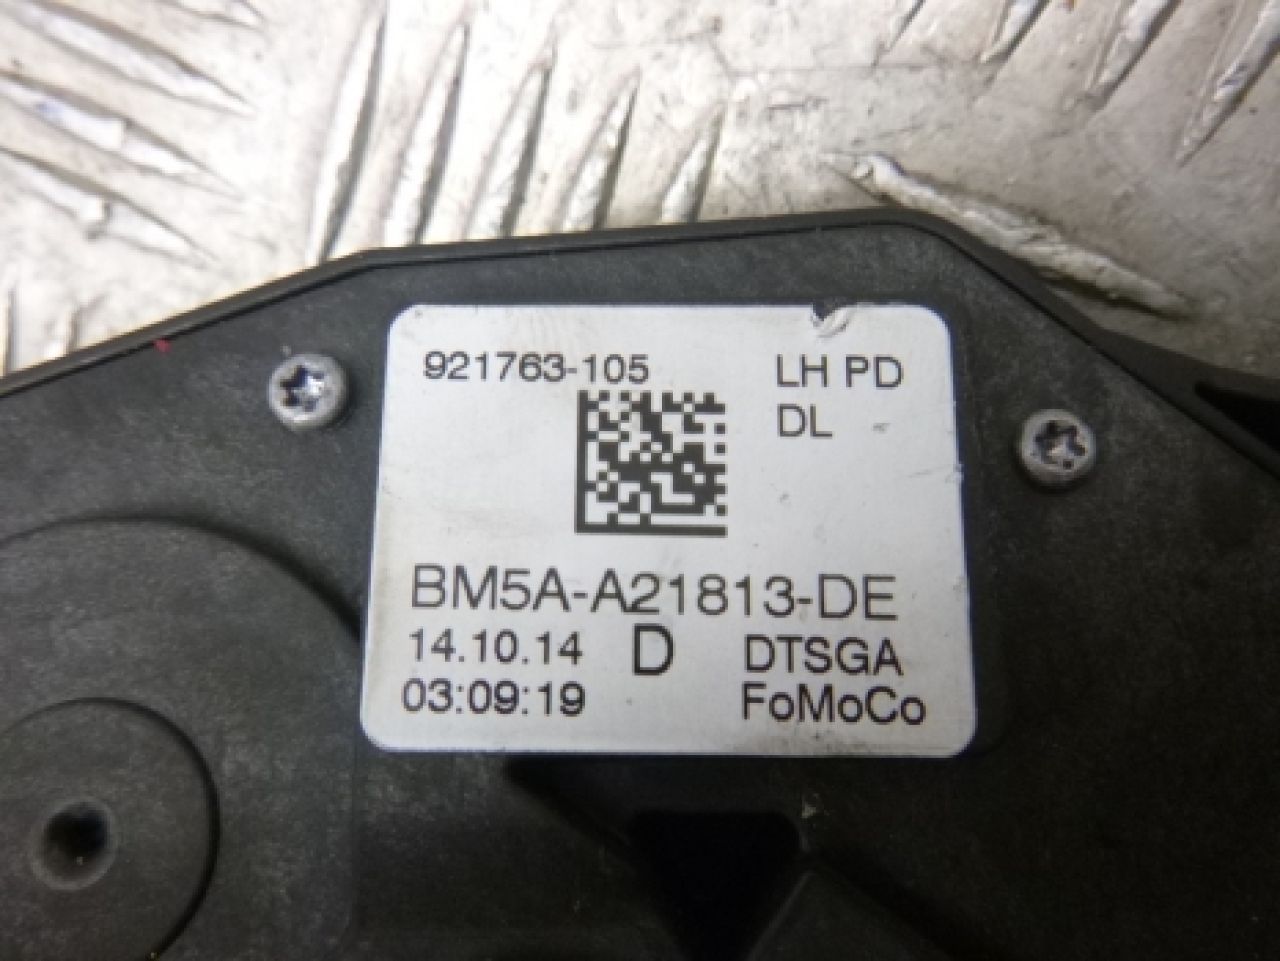 921763-105 LH PD
DL
BM5A-A21813-DE
14.10.14 D DTSGA
03:09:19 FoMoCo